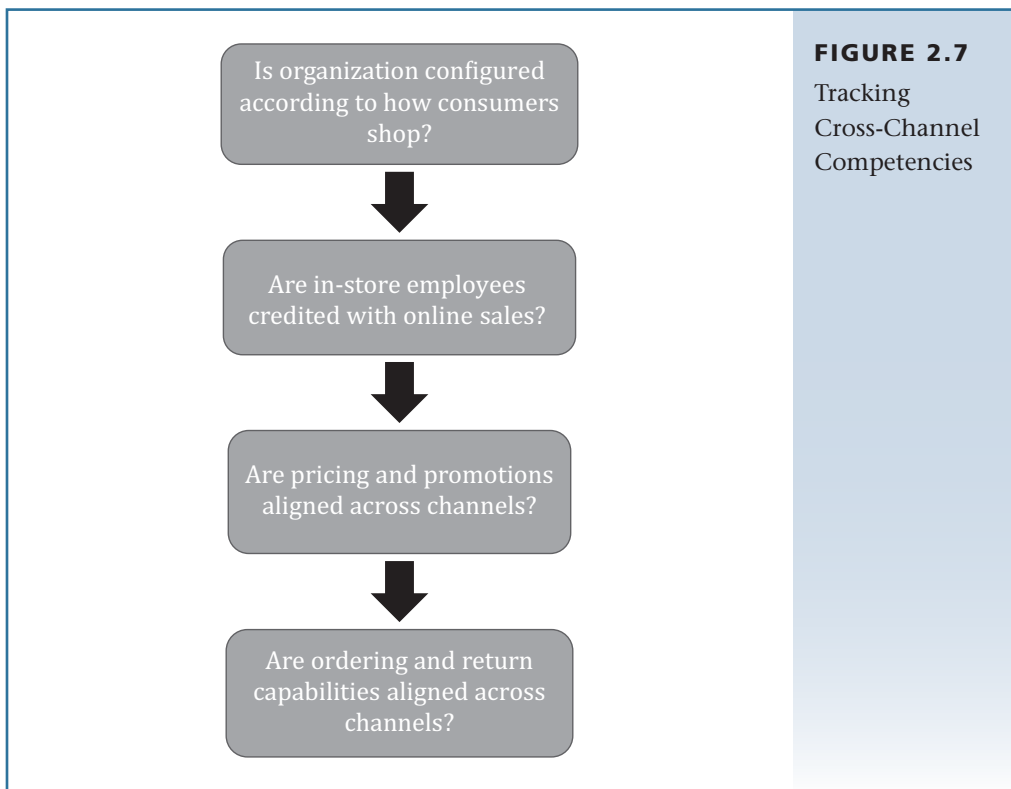 Is organization configured
according to how consumers
shop?
Are in-store employees
credited with online sales?
Are pricing and promotions
aligned across channels?
Are ordering and return
capabilities aligned across
channels?
FIGURE 2.7
Tracking
Cross-Channel
Competencies